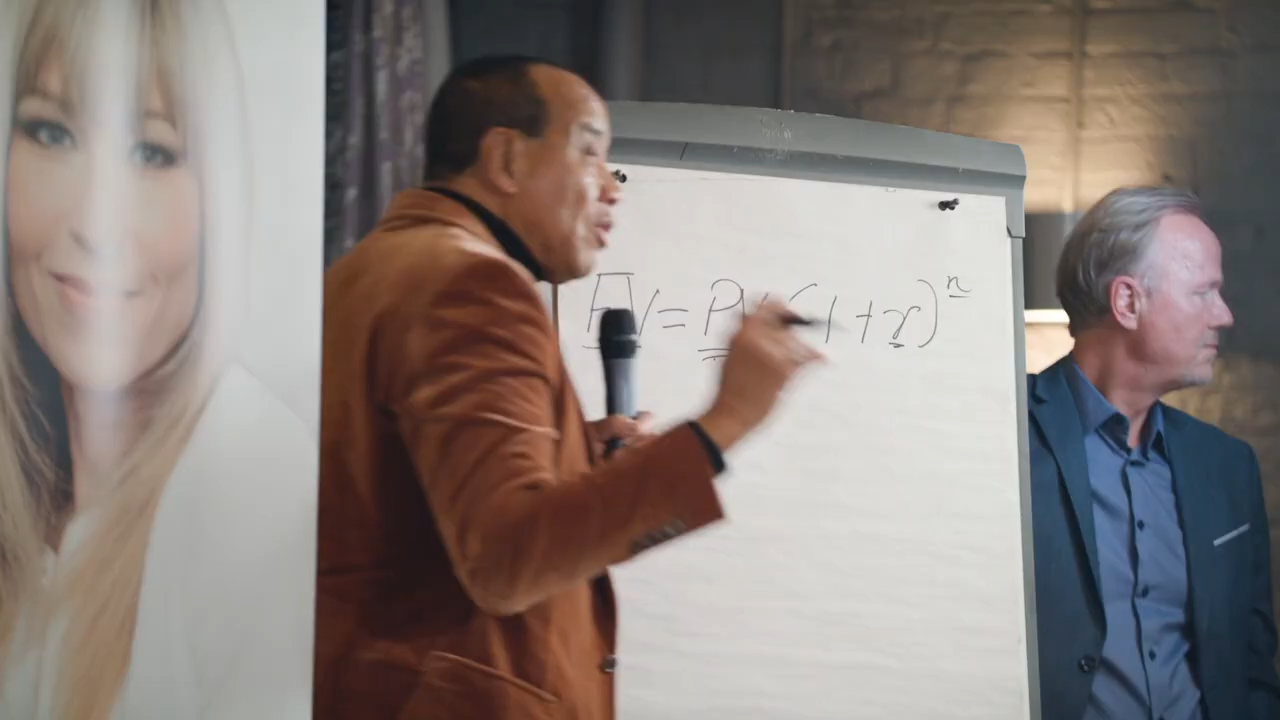 FV = PV (1 + r)ⁿ